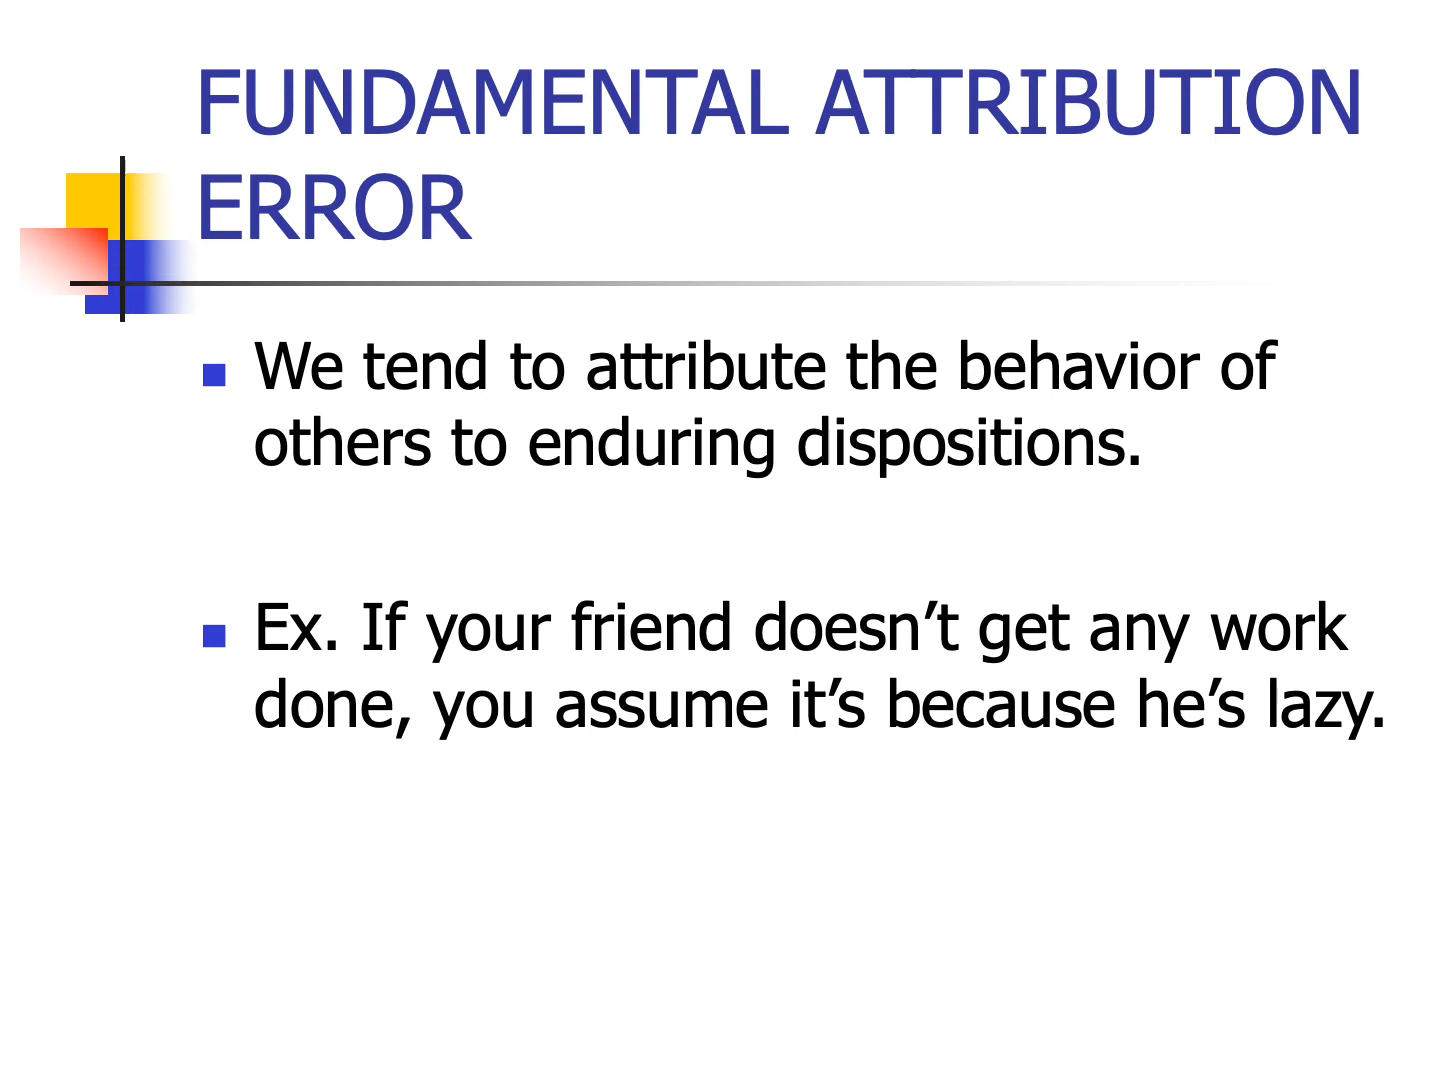 FUNDAMENTAL ATTRIBUTION
ERROR
We tend to attribute the behavior of
others to enduring dispositions.
Ex. If your friend doesn’t get any work
done, you assume it’s because he’s lazy.